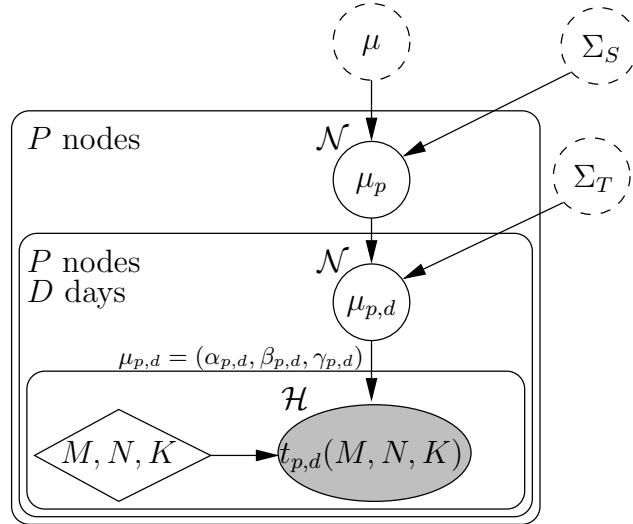 μ
Σ_S
P nodes
𝒩
μ_p
Σ_T
P nodes
D days
𝒩
μ_{p,d}
μ_{p,d} = (α_{p,d}, β_{p,d}, γ_{p,d})
ℋ
M, N, K
t_{p,d}(M, N, K)